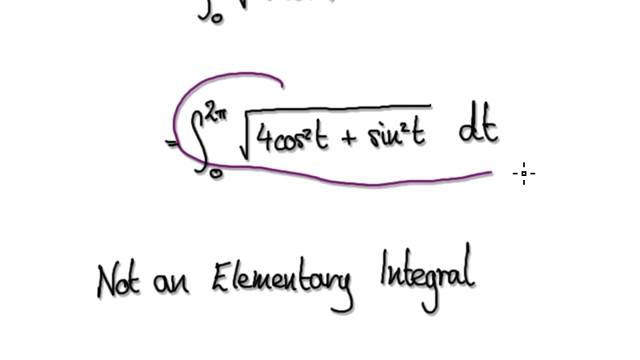 = ∫₀^2π √(4cos²t + sin²t) dt
Not an Elementary Integral